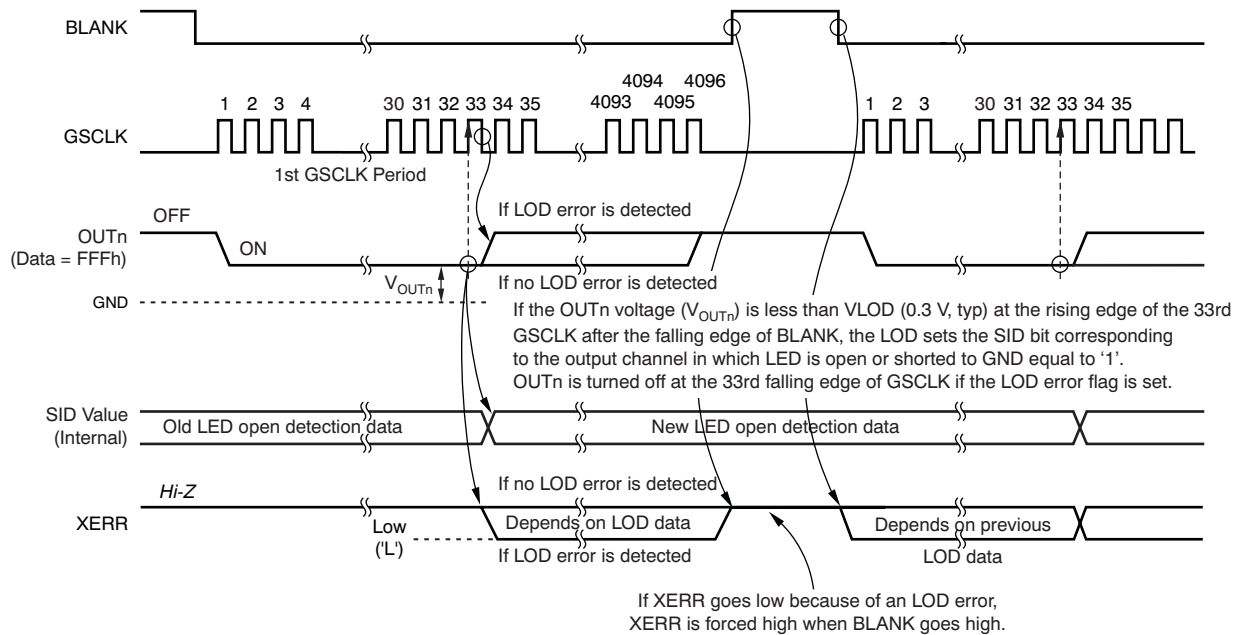 BLANK
4094 4096
1 2 3 4 30 31 32 33 34 35 4093 4095 1 2 3 30 31 32 33 34 35
GSCLK
1st GSCLK Period
OFF
If LOD error is detected
OUTn
(Data = FFFh)
ON
If no LOD error is detected
VOUTn
GND
If the OUTn voltage (VOUTn) is less than VLOD (0.3 V, typ) at the rising edge of the 33rd
GSCLK after the falling edge of BLANK, the LOD sets the SID bit corresponding
to the output channel in which LED is open or shorted to GND equal to ‘1’.
OUTn is turned off at the 33rd falling edge of GSCLK if the LOD error flag is set.
SID Value
(Internal)
Old LED open detection data
New LED open detection data
Hi-Z
If no LOD error is detected
XERR
Low
('L')
Depends on LOD data
Depends on previous
LOD data
If LOD error is detected
If XERR goes low because of an LOD error,
XERR is forced high when BLANK goes high.